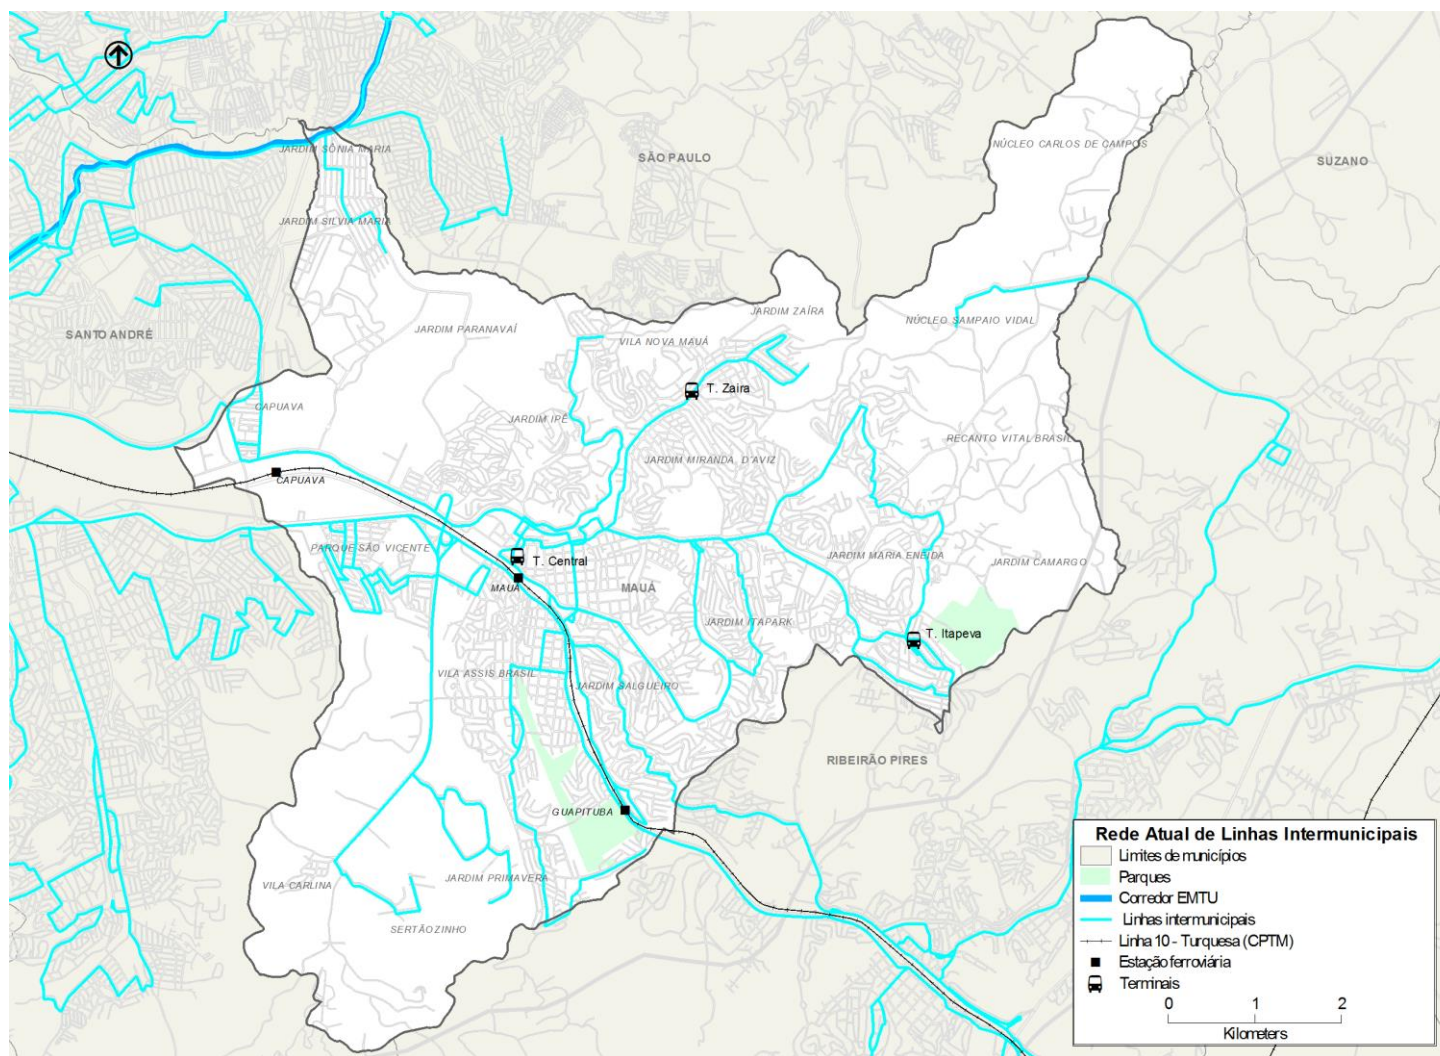 JARDIM SÔNIA MARIA
SÃO PAULO
NÚCLEO CARLOS DE CAMPOS
SUZANO
JARDIM SILVIA MARIA
JARDIM ZAÍRA
NÚCLEO SAMPAIO VIDAL
JARDIM PARANAVAÍ
SANTO ANDRÉ
VILA NOVA MAUÁ
T. Zaira
CAPUAVA
JARDIM IPÊ
RECANTO VITAL BRASIL
JARDIM MIRANDA D'AVIZ
CAPUAVA
PARQUE SÃO VICENTE
JARDIM MARIA ENEIDA
T. Central
JARDIM CAMARGO
MAUÁ
MAUÁ
JARDIM ITAPARK
T. Itapeva
VILA ASSIS BRASIL
JARDIM SALGUEIRO
RIBEIRÃO PIRES
GUAPITUBA
JARDIM PRIMAVERA
VILA CARLINA
SERTÃOZINHO
Rede Atual de Linhas Intermunicipais
Limites de municípios
Parques
Corredor EMTU
Linhas intermunicipais
Linha 10 - Turquesa (CPTM)
Estação ferroviária
Terminais
0 1 2
Kilometers